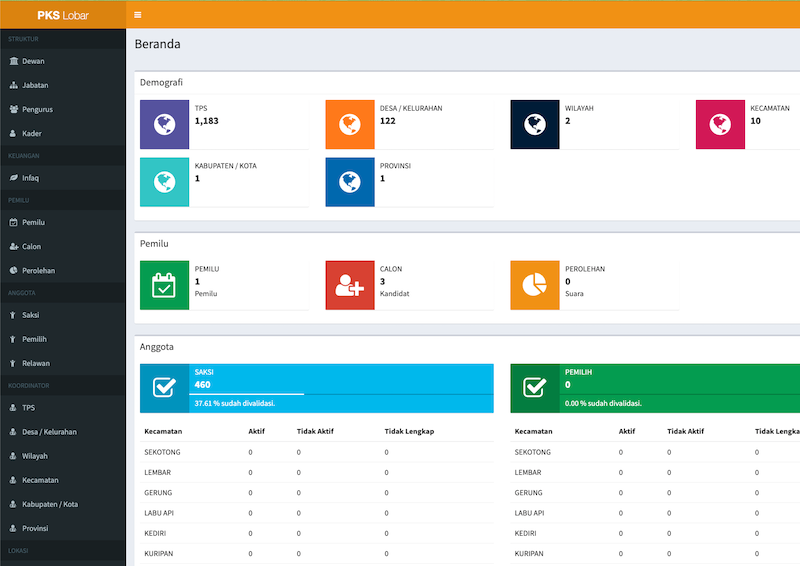 PKS Lobar
STRUKTUR
Dewan
Jabatan
Pengurus
Kader
KEUANGAN
Infaq
PEMILU
Pemilu
Calon
Perolehan
ANGGOTA
Saksi
Pemilih
Relawan
KOORDINATOR
TPS
Desa / Kelurahan
Wilayah
Kecamatan
Kabupaten / Kota
Provinsi
LOKASI
Beranda
Demografi
TPS
1,183
DESA / KELURAHAN
122
WILAYAH
2
KECAMATAN
10
KABUPATEN / KOTA
1
PROVINSI
1
Pemilu
PEMILU
1
Pemilu
CALON
3
Kandidat
PEROLEHAN
0
Suara
Anggota
SAKSI
460
37.61 % sudah divalidasi.
Kecamatan Aktif Tidak Aktif Tidak Lengkap
SEKOTONG 0 0 0
LEMBAR 0 0 0
GERUNG 0 0 0
LABU API 0 0 0
KEDIRI 0 0 0
KURIPAN 0 0 0
PEMILIH
0
0.00 % sudah divalidasi.
Kecamatan Aktif Tidak Aktif Tidak Lengka
SEKOTONG 0 0 0
LEMBAR 0 0 0
GERUNG 0 0 0
LABU API 0 0 0
KEDIRI 0 0 0
KURIPAN 0 0 0